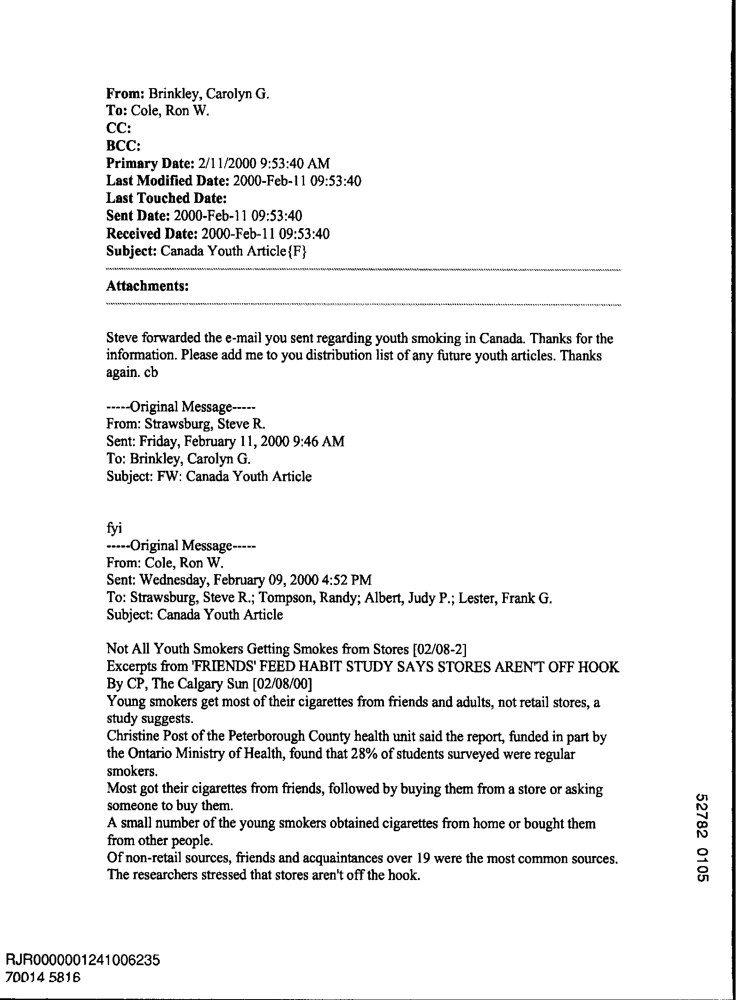 From: Brinkley, Carolyn G.
To: Cole, Ron W.
CC:
BCC:
Primary Date: 2/11/2000 9:53:40 AM
Last Modified Date: 2000-Feb-11 09:53:40
Last Touched Date:
Sent Date: 2000-Feb-11 09:53:40
Received Date: 2000-Feb-11 09:53:40
Subject: Canada Youth Article{F}
Attachments:
Steve forwarded the e-mail you sent regarding youth smoking in Canada. Thanks for the
information. Please add me to you distribution list of any future youth articles. Thanks
again. cb
-----Original Message-----
From: Strawsburg, Steve R.
Sent: Friday, February 11, 2000 9:46 AM
To: Brinkley, Carolyn G.
Subject: FW: Canada Youth Article
fyi
-----Original Message-----
From: Cole, Ron W.
Sent: Wednesday, February 09, 2000 4:52 PM
To: Strawsburg, Steve R.; Tompson, Randy; Albert, Judy P.; Lester, Frank G.
Subject: Canada Youth Article
Not All Youth Smokers Getting Smokes from Stores [02/08-2]
Excerpts from 'FRIENDS' FEED HABIT STUDY SAYS STORES AREN'T OFF HOOK
By CP, The Calgary Sun [02/08/00]
Young smokers get most of their cigarettes from friends and adults, not retail stores, a
study suggests.
Christine Post of the Peterborough County health unit said the report, funded in part by
the Ontario Ministry of Health, found that 28% of students surveyed were regular
smokers.
Most got their cigarettes from friends, followed by buying them from a store or asking
someone to buy them.
A small number of the young smokers obtained cigarettes from home or bought them
from other people.
Of non-retail sources, friends and acquaintances over 19 were the most common sources.
The researchers stressed that stores aren't off the hook.
52782 0105
RJR0000001241006235
70014 5816